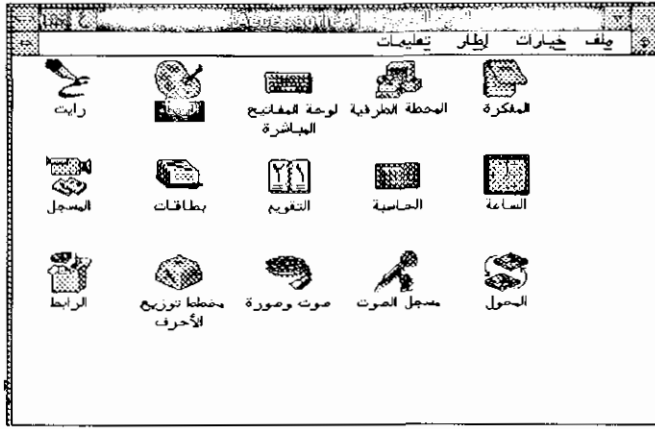 ملف خيارات إطار تعليمات
المفكرة المحطة الطرفية لوحة المفاتيح رايت
المباشرة
الساعة الحاسبة التقويم بطاقات المسجل
المحول مسجل الصوت صوت وصورة مخطط توزيع الرابط
الأحرف